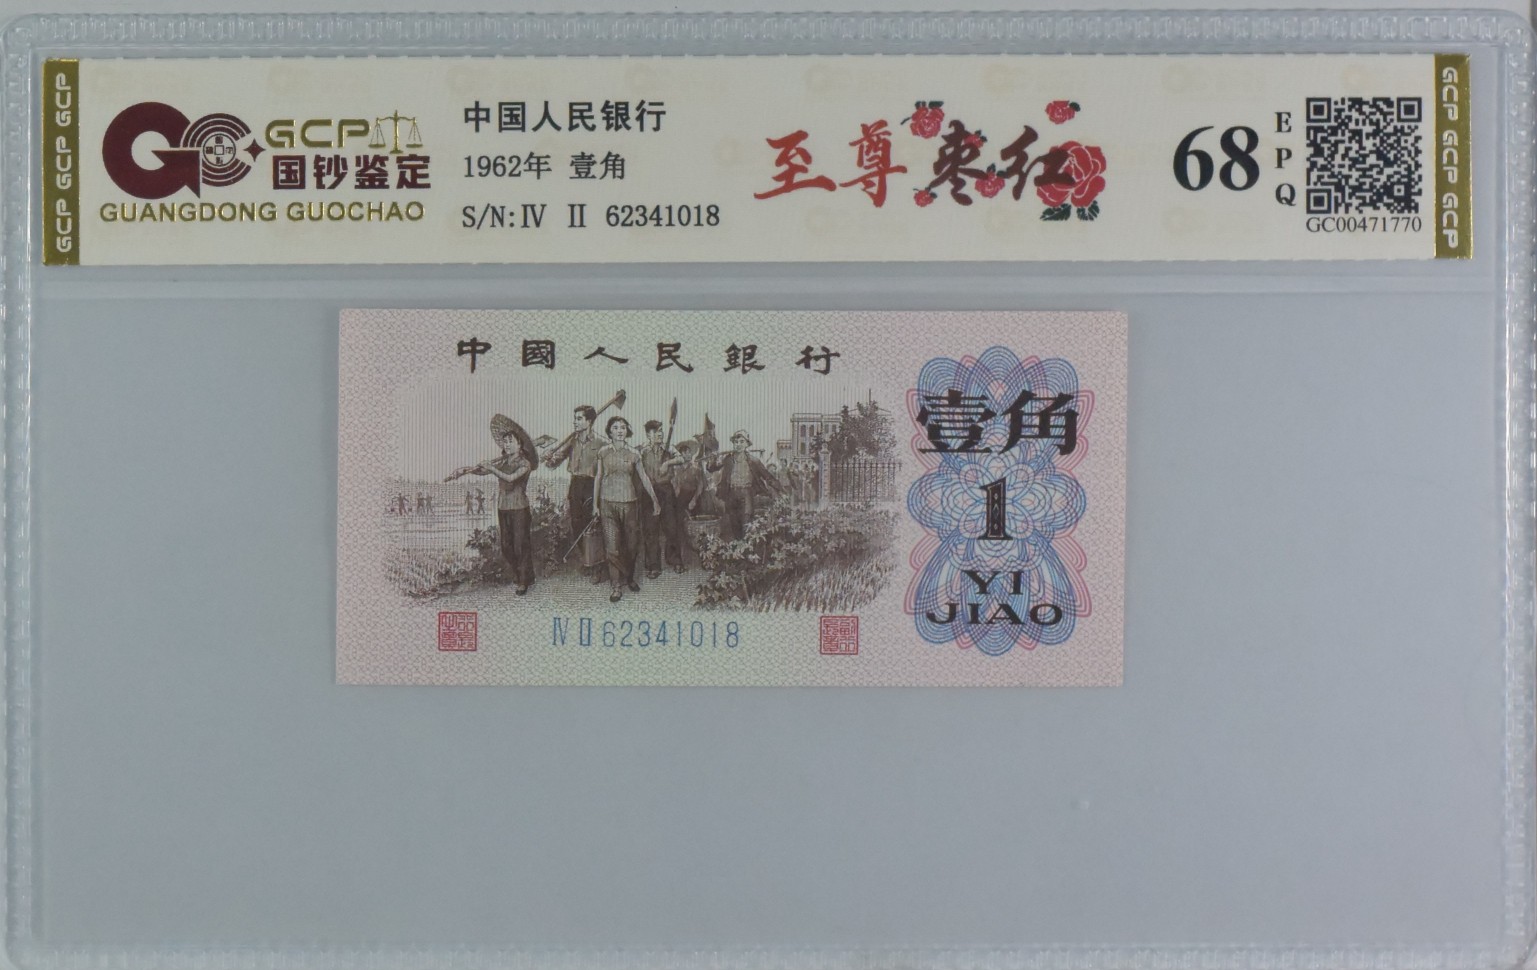 GCP GCP GCP
GCP
国钞鉴定
GUANGDONG GUOCHAO
中国人民银行
1962年 壹角
S/N:Ⅳ Ⅱ 62341018
至尊枣红
68
EPQ
GC00471770
GCP GCP GCP
中國人民銀行
壹角
1
YI
JIAO
Ⅳ Ⅱ 62341018